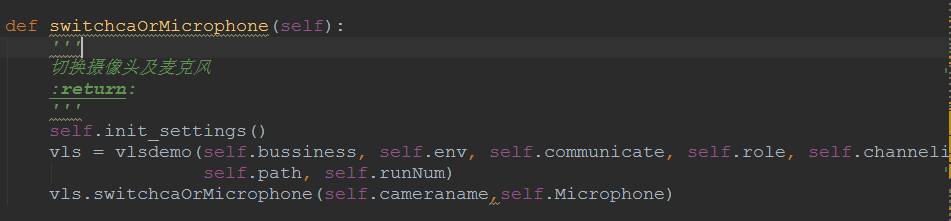 def switchcaOrMicrophone(self):
'''
切换摄像头及麦克风
:return:
'''
self.init_settings()
vls = vlsdemo(self.bussiness, self.env, self.communicate, self.role, self.channeli
self.path, self.runNum)
vls.switchcaOrMicrophone(self.cameraname,self.Microphone)